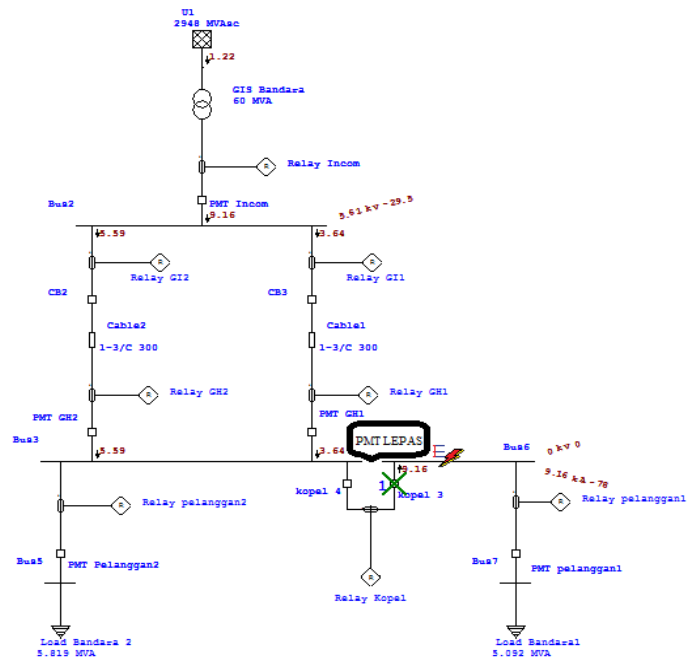 U1
2948 MVAsc
1.22
GIS Bandara
60 MVA
R
Relay Incom
PMT Incom
Bus2
9.16
5.61 kv -29.5
5.59
3.64
R
Relay GI2
R
Relay GI1
CB2
CB3
Cable2
Cable1
1-3/C 300
1-3/C 300
R
Relay GH2
R
Relay GH1
PMT GH2
PMT GH1
Bus3
PMT LEPAS
Bus6
0 kv 0
5.59
3.64
9.16
9.16 kA -78
kopel 4
1
kopel 3
R
Relay pelanggan2
R
Relay pelanggan1
Bus5
PMT Pelanggan2
Bus7
PMT pelanggan1
R
Relay Kopel
Load Bandara 2
5.819 MVA
Load Bandara1
5.092 MVA